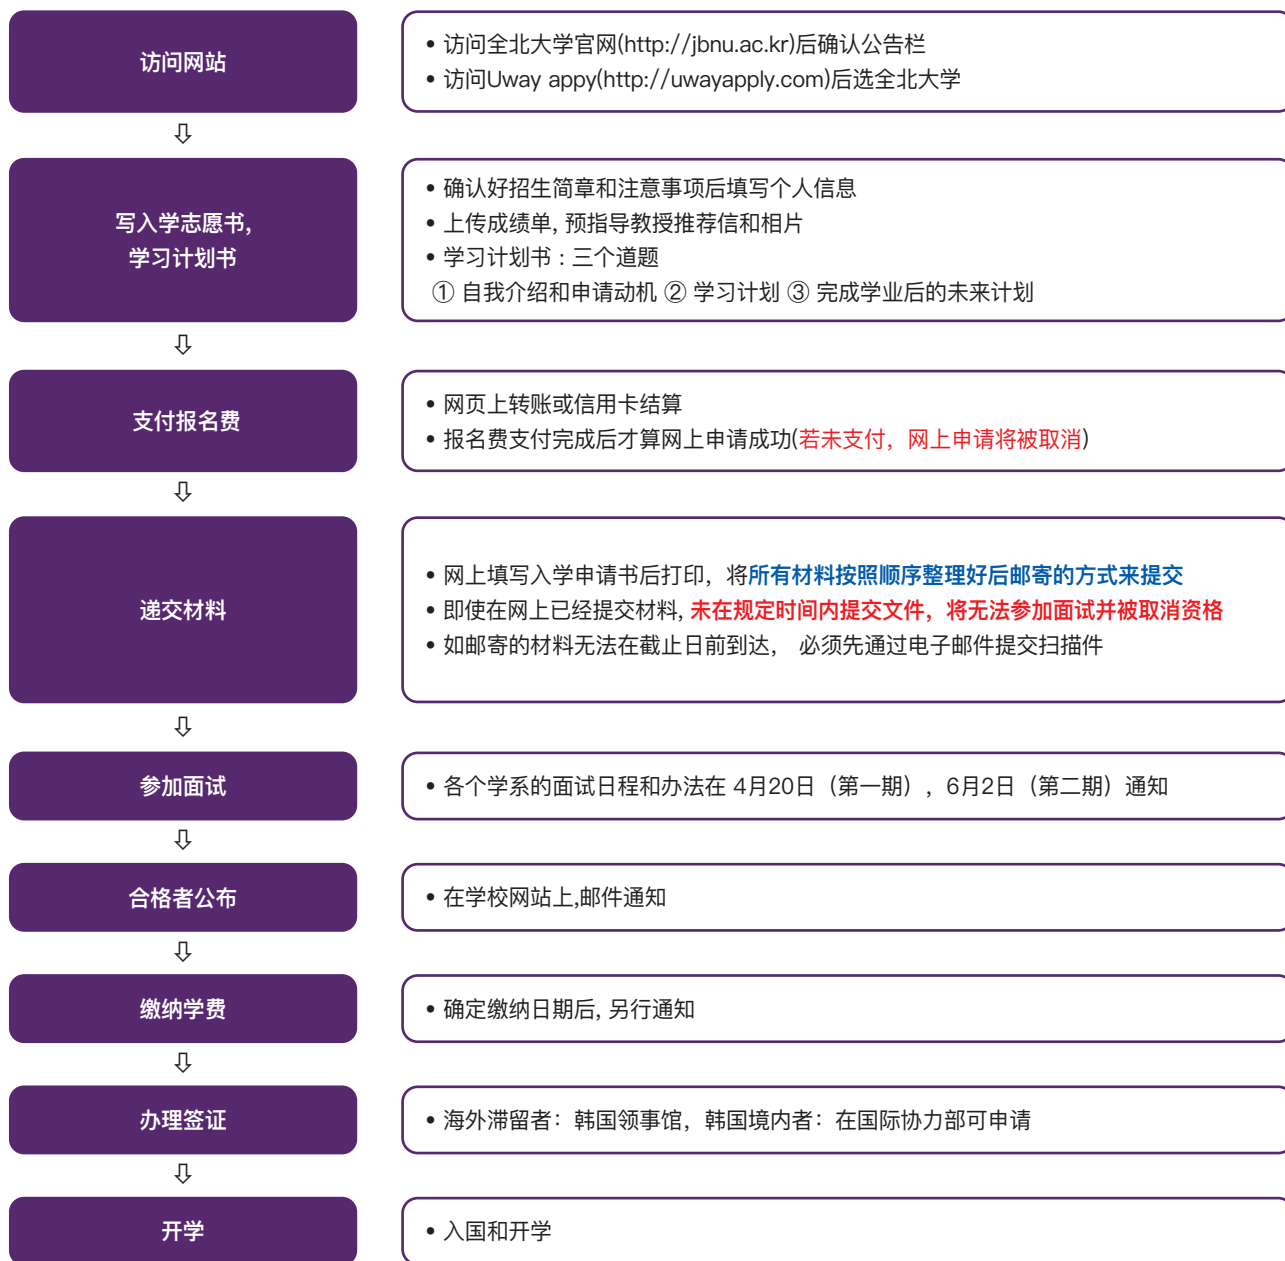 访问网站
• 访问全北大学官网(http://jbnu.ac.kr)后确认公告栏
• 访问Uway appy(http://uwayapply.com)后选全北大学
⇩
写入学志愿书,
学习计划书
• 确认好招生简章和注意事项后填写个人信息
• 上传成绩单, 预指导教授推荐信和相片
• 学习计划书 : 三个道题
① 自我介绍和申请动机 ② 学习计划 ③ 完成学业后的未来计划
⇩
支付报名费
• 网页上转账或信用卡结算
• 报名费支付完成后才算网上申请成功(若未支付，网上申请将被取消)
⇩
递交材料
• 网上填写入学申请书后打印，将所有材料按照顺序整理好后邮寄的方式来提交
• 即使在网上已经提交材料, 未在规定时间内提交文件，将无法参加面试并被取消资格
• 如邮寄的材料无法在截止日前到达， 必须先通过电子邮件提交扫描件
⇩
参加面试
• 各个学系的面试日程和办法在 4月20日（第一期），6月2日（第二期）通知
⇩
合格者公布
• 在学校网站上,邮件通知
⇩
缴纳学费
• 确定缴纳日期后, 另行通知
⇩
办理签证
• 海外滞留者：韩国领事馆，韩国境内者：在国际协力部可申请
⇩
开学
• 入国和开学